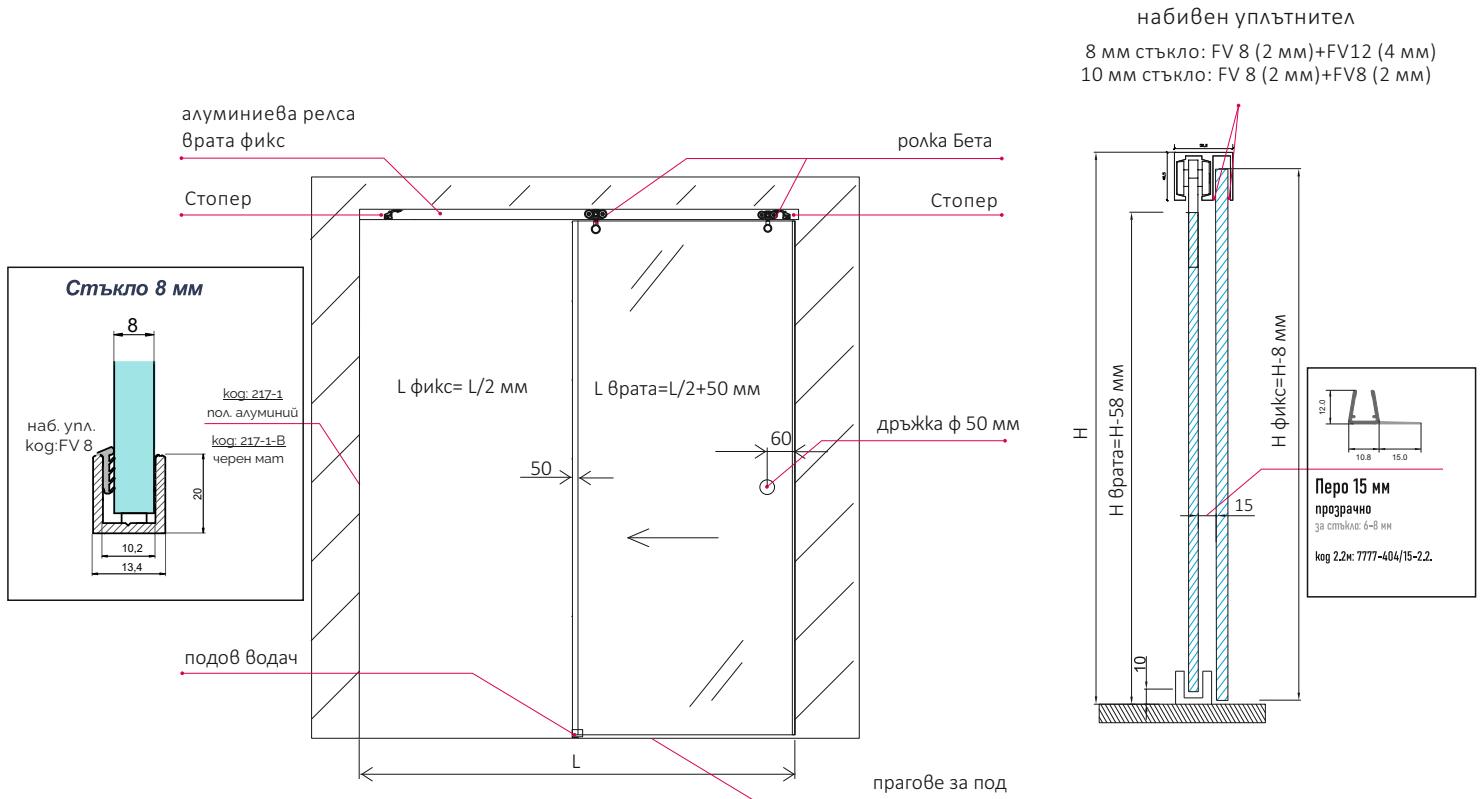 набивен уплътнител
8 мм стъкло: FV 8 (2 мм)+FV12 (4 мм)
10 мм стъкло: FV 8 (2 мм)+FV8 (2 мм)
алуминиева релса
врата фикс
ролка Бета
Стопер
Стопер
Стъкло 8 мм
8
наб. упл.
код:FV 8
код: 217-1
пол. алуминий
код: 217-1-B
черен мат
20
10,2
13,4
L фикс= L/2 мм
L врата=L/2+50 мм
дръжка ф 50 мм
60
50
подов водач
L
прагове за под
H
H врата=H-58 мм
H фикс=H-8 мм
15
10
12.0
10.8
15.0
Перо 15 мм
прозрачно
за стъкло: 6-8 мм
код 2.2м: 7777-404/15-2.2.